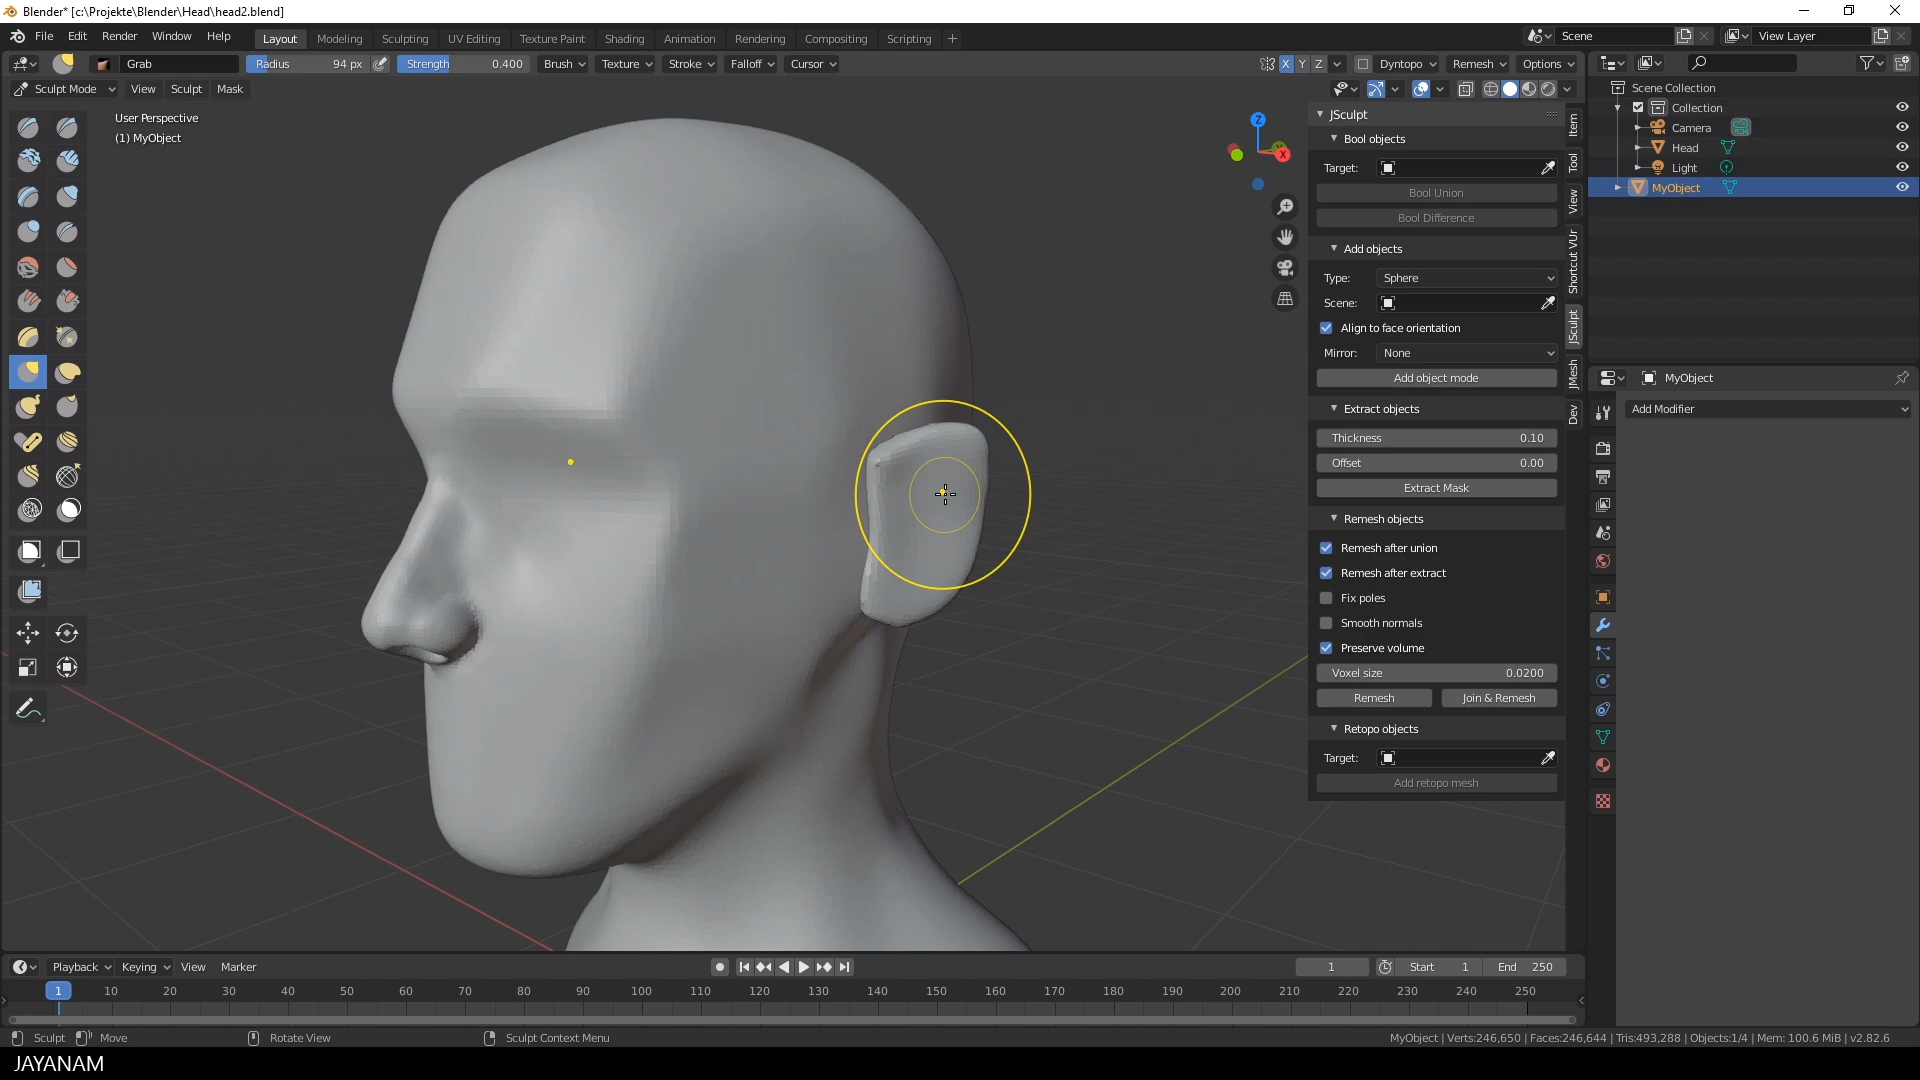 Blender* [c:\Projekte\Blender\Head\head2.blend]
File Edit Render Window Help Layout Modeling Sculpting UV Editing Texture Paint Shading Animation Rendering Compositing Scripting + Scene View Layer
Grab Radius 94 px Strength 0.400 Brush Texture Stroke Falloff Cursor X Y Z Dyntopo Remesh Options
Sculpt Mode View Sculpt Mask
User Perspective
(1) MyObject
Z
X
JSculpt
Bool objects
Target:
Bool Union
Bool Difference
Add objects
Type: Sphere
Scene:
Align to face orientation
Mirror: None
Add object mode
Extract objects
Thickness 0.10
Offset 0.00
Extract Mask
Remesh objects
Remesh after union
Remesh after extract
Fix poles
Smooth normals
Preserve volume
Voxel size 0.0200
Remesh Join & Remesh
Retopo objects
Target:
Add retopo mesh
Item
Tool
View
Shortcut VUr
JSculpt
JMesh
Dev
Scene Collection
Collection
Camera
Head
Light
MyObject
MyObject
Add Modifier
Playback Keying View Marker 1 Start 1 End 250
1 10 20 30 40 50 60 70 80 90 100 110 120 130 140 150 160 170 180 190 200 210 220 230 240 250
Sculpt Move Rotate View Sculpt Context Menu MyObject | Verts:246,650 | Faces:246,644 | Tris:493,288 | Objects:1/4 | Mem: 100.6 MiB | v2.82.6
JAYANAM